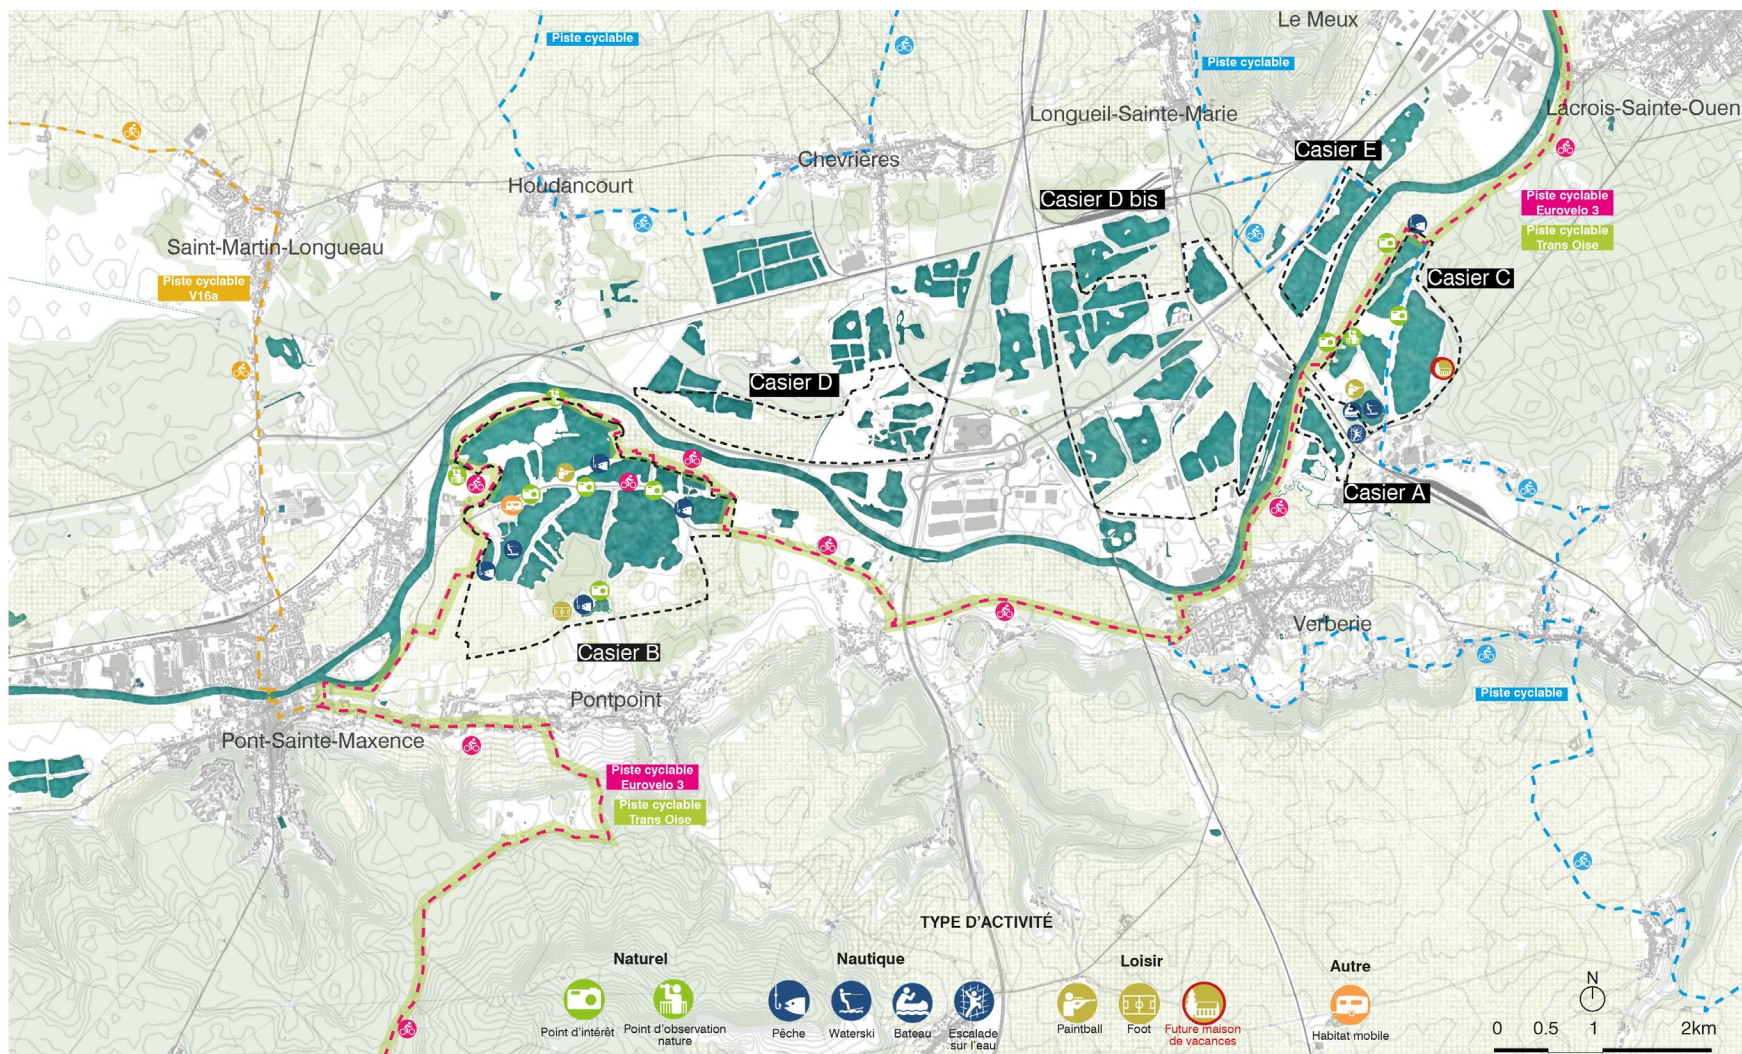 Le Meux
Piste cyclable
Piste cyclable
Longueil-Sainte-Marie
Lacrois-Sainte-Ouen
Casier E
Chevrières
Houdancourt
Casier D bis
Piste cyclable
Eurovelo 3
Piste cyclable
Trans Oise
Saint-Martin-Longueau
Piste cyclable
V16a
Casier C
Casier D
Casier A
Verberie
Casier B
Piste cyclable
Pontpoint
Pont-Sainte-Maxence
Piste cyclable
Eurovelo 3
Piste cyclable
Trans Oise
TYPE D'ACTIVITÉ
Naturel
Point d'intérêt
Point d'observation
nature
Nautique
Pêche
Waterski
Bateau
Escalade
sur l'eau
Loisir
Paintball
Foot
Future maison
de vacances
Autre
Habitat mobile
N
0 0.5 1 2km